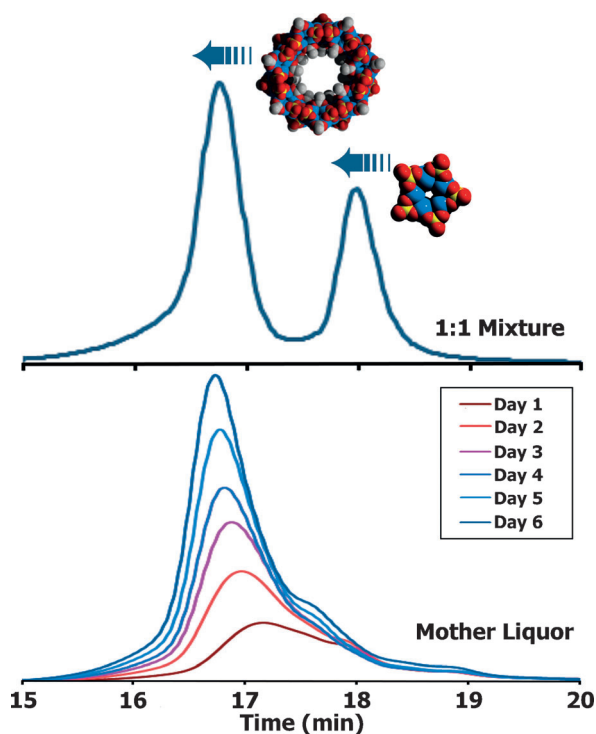 1:1 Mixture
Day 1
Day 2
Day 3
Day 4
Day 5
Day 6
Mother Liquor
15 16 17 18 19 20
Time (min)